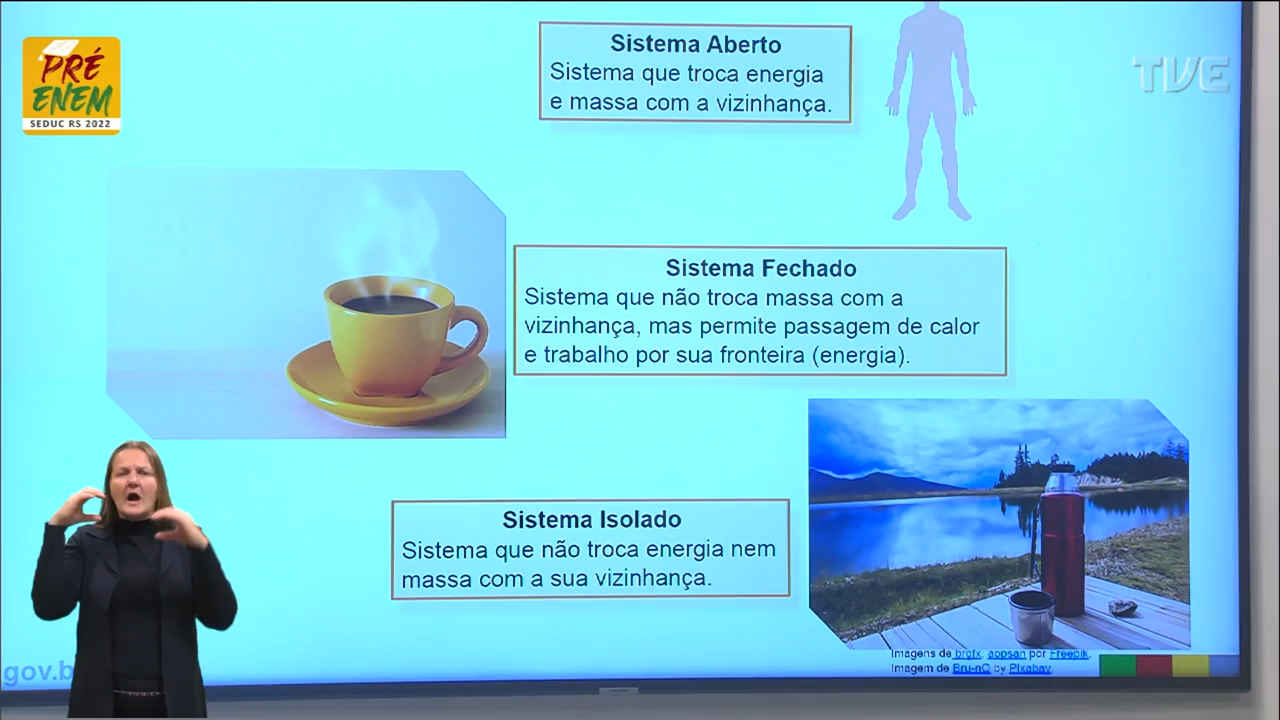 PRÉ
ENEM
SEDUC RS 2022
TVE
Sistema Aberto
Sistema que troca energia
e massa com a vizinhança.
Sistema Fechado
Sistema que não troca massa com a
vizinhança, mas permite passagem de calor
e trabalho por sua fronteira (energia).
Sistema Isolado
Sistema que não troca energia nem
massa com a sua vizinhança.
Imagens de brgfx, aopsan por Freepik.
Imagem de Bru-nO by Pixabay.
gov.b